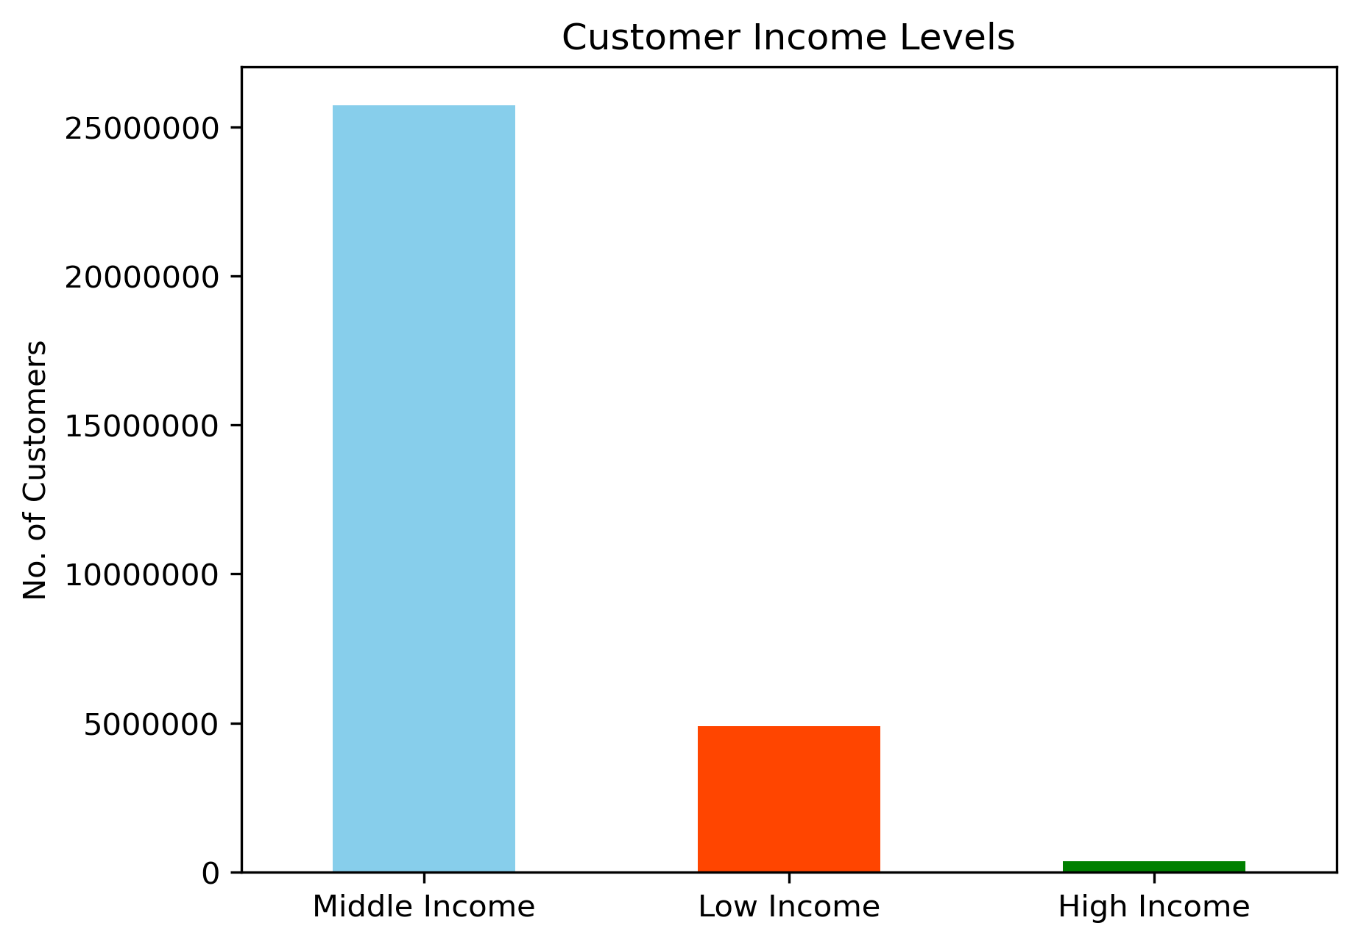 Customer Income Levels
No. of Customers
25000000
20000000
15000000
10000000
5000000
0
Middle Income
Low Income
High Income